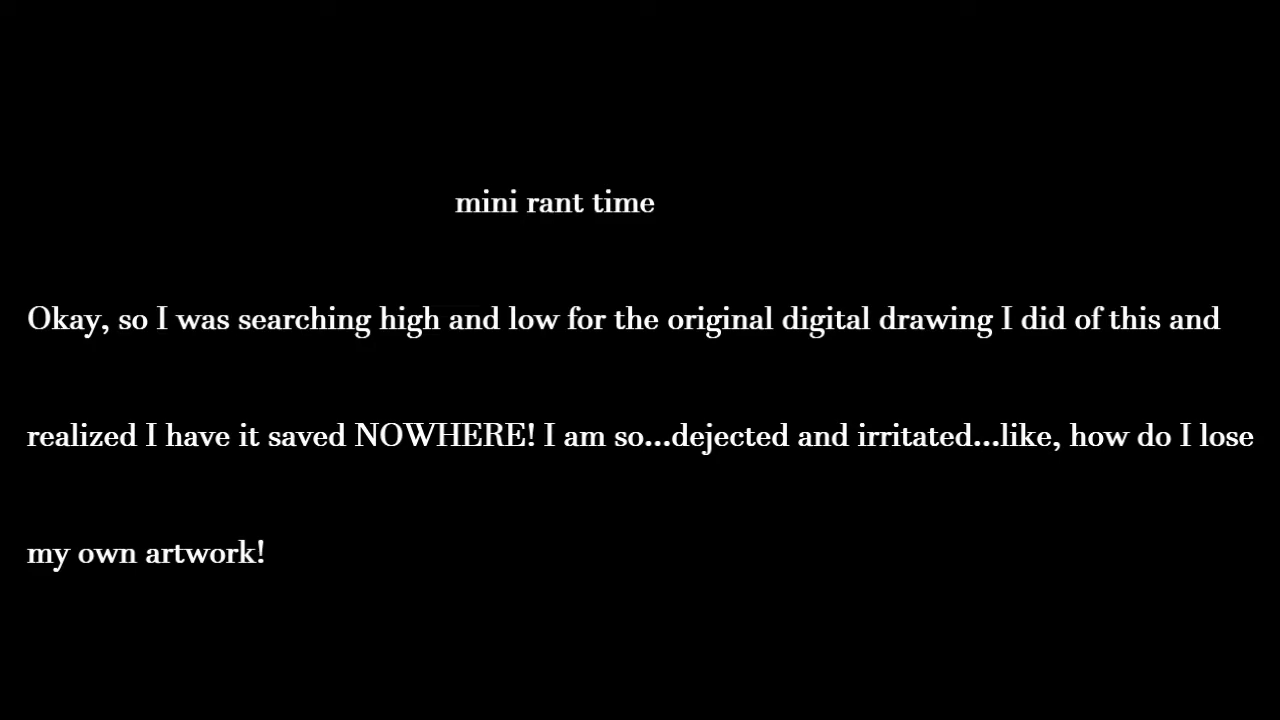 mini rant time
Okay, so I was searching high and low for the original digital drawing I did of this and
realized I have it saved NOWHERE! I am so...dejected and irritated...like, how do I lose
my own artwork!